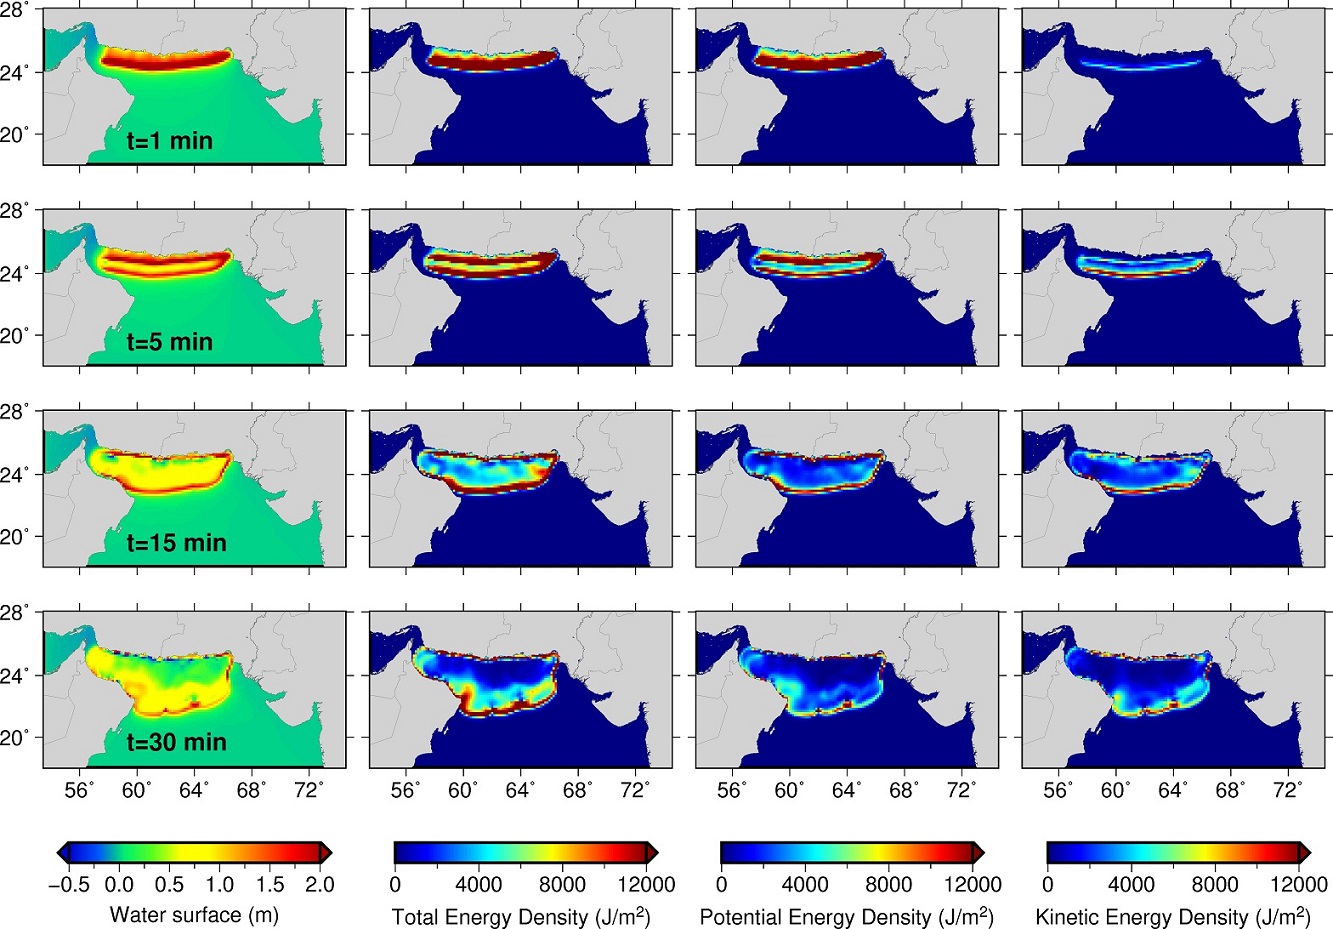 28°
24°
20°
t=1 min
28°
24°
20°
t=5 min
28°
24°
20°
t=15 min
28°
24°
20°
t=30 min
56° 60° 64° 68° 72° 56° 60° 64° 68° 72° 56° 60° 64° 68° 72° 56° 60° 64° 68° 72°
−0.5 0.0 0.5 1.0 1.5 2.0 0 4000 8000 12000 0 4000 8000 12000 0 4000 8000 12000
Water surface (m) Total Energy Density (J/m²) Potential Energy Density (J/m²) Kinetic Energy Density (J/m²)